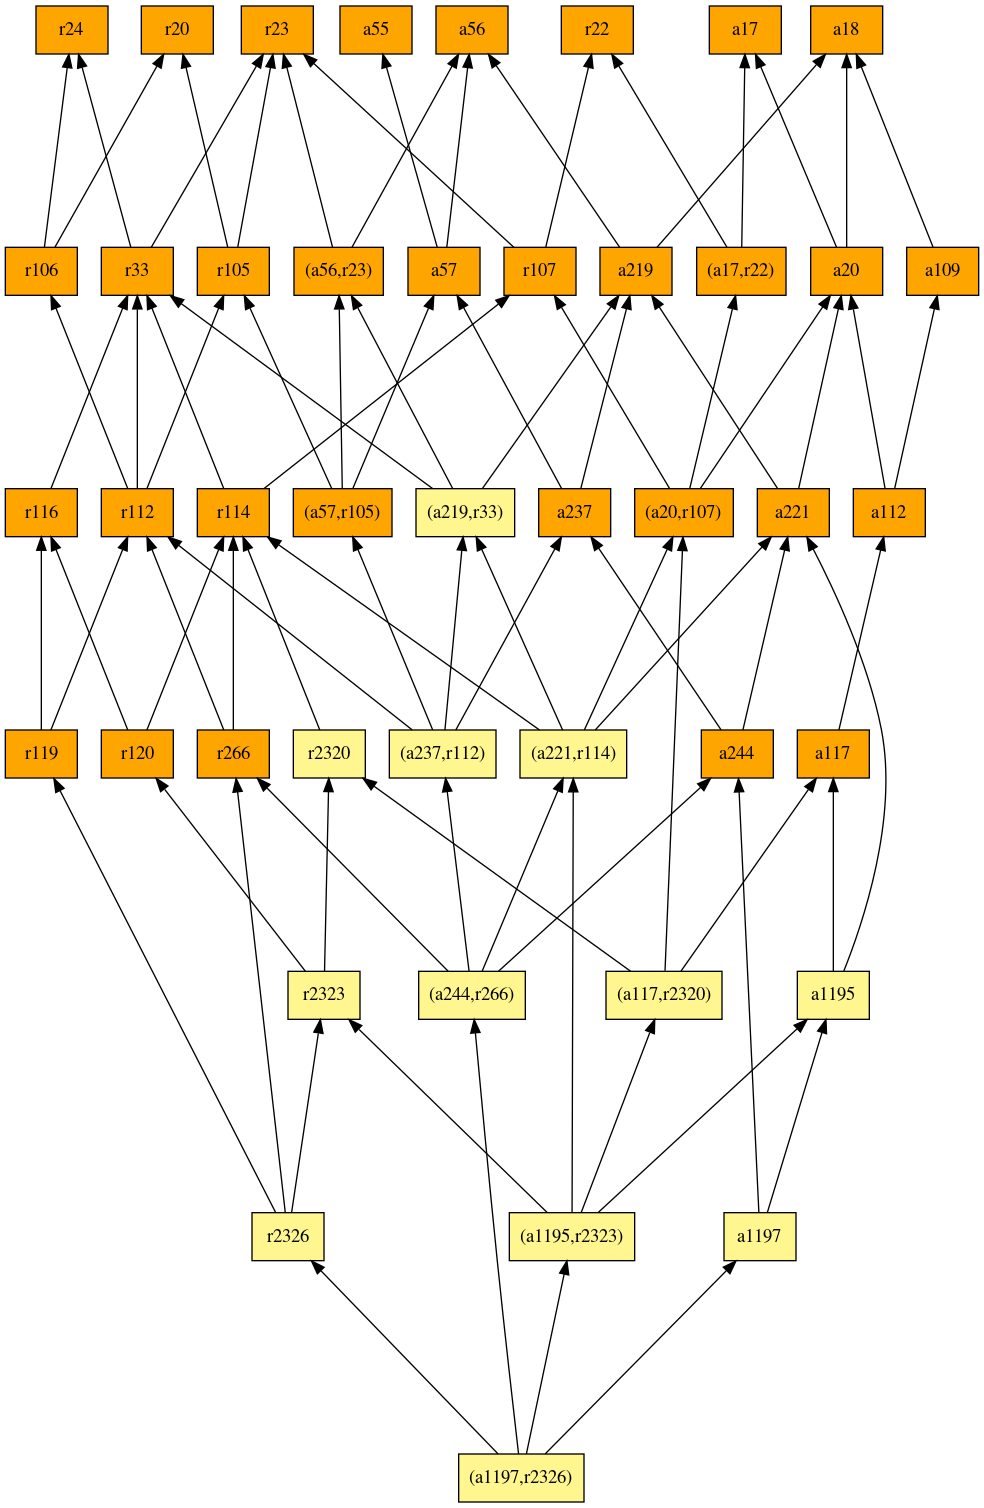 r24
r20
r23
a55
a56
r22
a17
a18
r106
r33
r105
(a56,r23)
a57
r107
a219
(a17,r22)
a20
a109
r116
r112
r114
(a57,r105)
(a219,r33)
a237
(a20,r107)
a221
a112
r119
r120
r266
r2320
(a237,r112)
(a221,r114)
a244
a117
r2323
(a244,r266)
(a117,r2320)
a1195
r2326
(a1195,r2323)
a1197
(a1197,r2326)